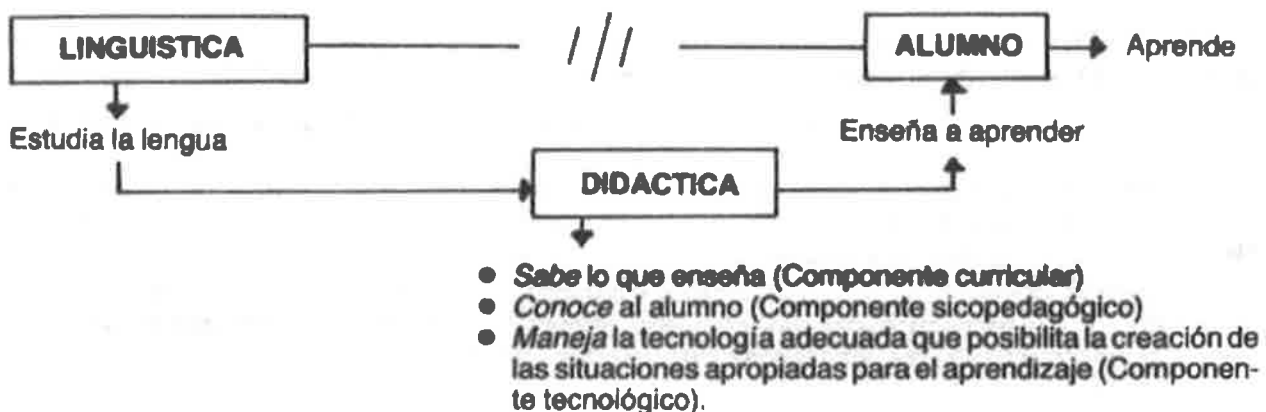 LINGUISTICA
ALUMNO
Aprende
Estudia la lengua
Enseña a aprender
DIDACTICA
● Sabe lo que enseña (Componente curricular)
● Conoce al alumno (Componente sicopedagógico)
● Maneja la tecnología adecuada que posibilita la creación de
las situaciones apropiadas para el aprendizaje (Componen-
te tecnológico).